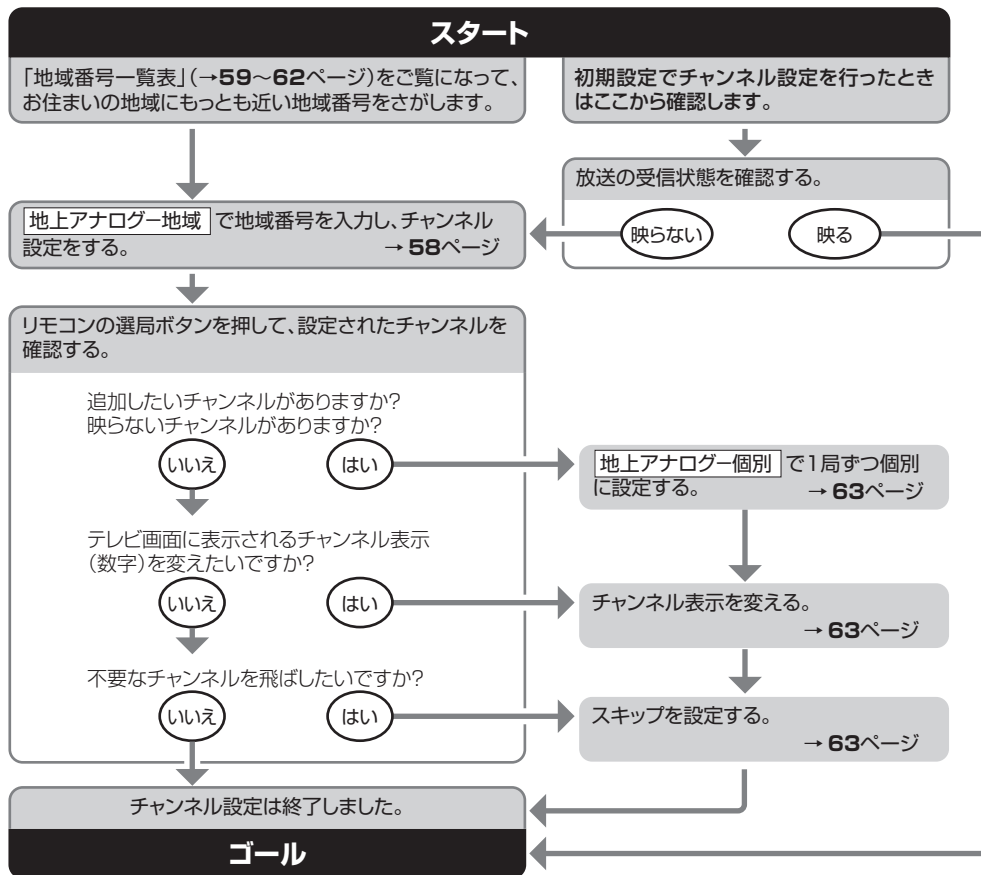 スタート
「地域番号一覧表」(→59～62ページ)をご覧になって、
お住まいの地域にもっとも近い地域番号をさがします。
初期設定でチャンネル設定を行ったとき
はここから確認します。
放送の受信状態を確認する。
映らない
映る
地上アナログー地域 で地域番号を入力し、チャンネル
設定をする。 → 58ページ
リモコンの選局ボタンを押して、設定されたチャンネルを
確認する。
追加したいチャンネルがありますか?
映らないチャンネルがありますか?
いいえ
はい
地上アナログー個別 で1局ずつ個別
に設定する。 → 63ページ
テレビ画面に表示されるチャンネル表示
(数字)を変えたいですか?
いいえ
はい
チャンネル表示を変える。
→ 63ページ
不要なチャンネルを飛ばしたいですか?
いいえ
はい
スキップを設定する。
→ 63ページ
チャンネル設定は終了しました。
ゴール